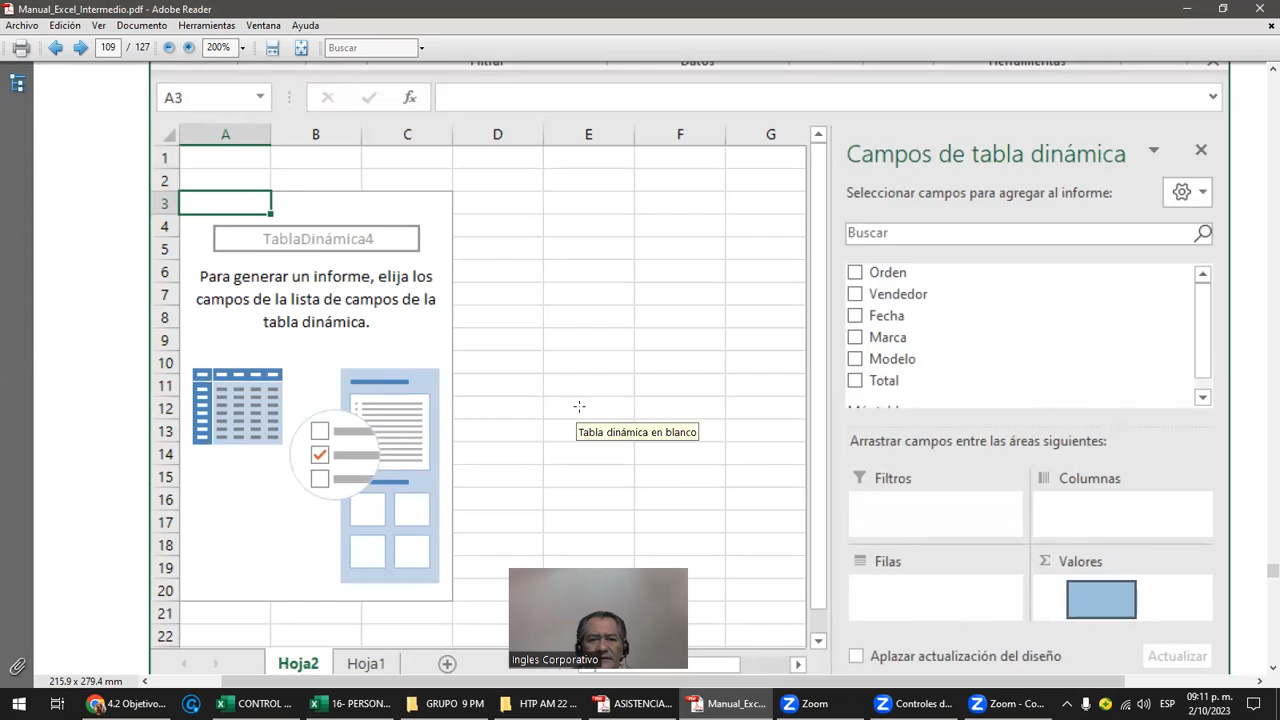 Manual_Excel_Intermedio.pdf - Adobe Reader
Archivo Edición Ver Documento Herramientas Ventana Ayuda
109 / 127 200% Buscar
Filtrar Datos Herramientas
A3 fx
A B C D E F G
1
2
3
4
5
6
7
8
9
10
11
12
13
14
15
16
17
18
19
20
21
22
TablaDinámica4
Para generar un informe, elija los
campos de la lista de campos de la
tabla dinámica.
Tabla dinámica en blanco
Ingles Corporativo
Hoja2 Hoja1
Campos de tabla dinámica
Seleccionar campos para agregar al informe:
Buscar
Orden
Vendedor
Fecha
Marca
Modelo
Total
Arrastrar campos entre las áreas siguientes:
Filtros Columnas
Filas Σ Valores
Aplazar actualización del diseño Actualizar
215.9 x 279.4 mm
4.2 Objetivo... CONTROL ... 16- PERSON... GRUPO 9 PM HTP AM 22 ... ASISTENCIA... Manual_Exc... Zoom Controles d... Zoom - Co... ESP 09:11 p. m.
2/10/2023